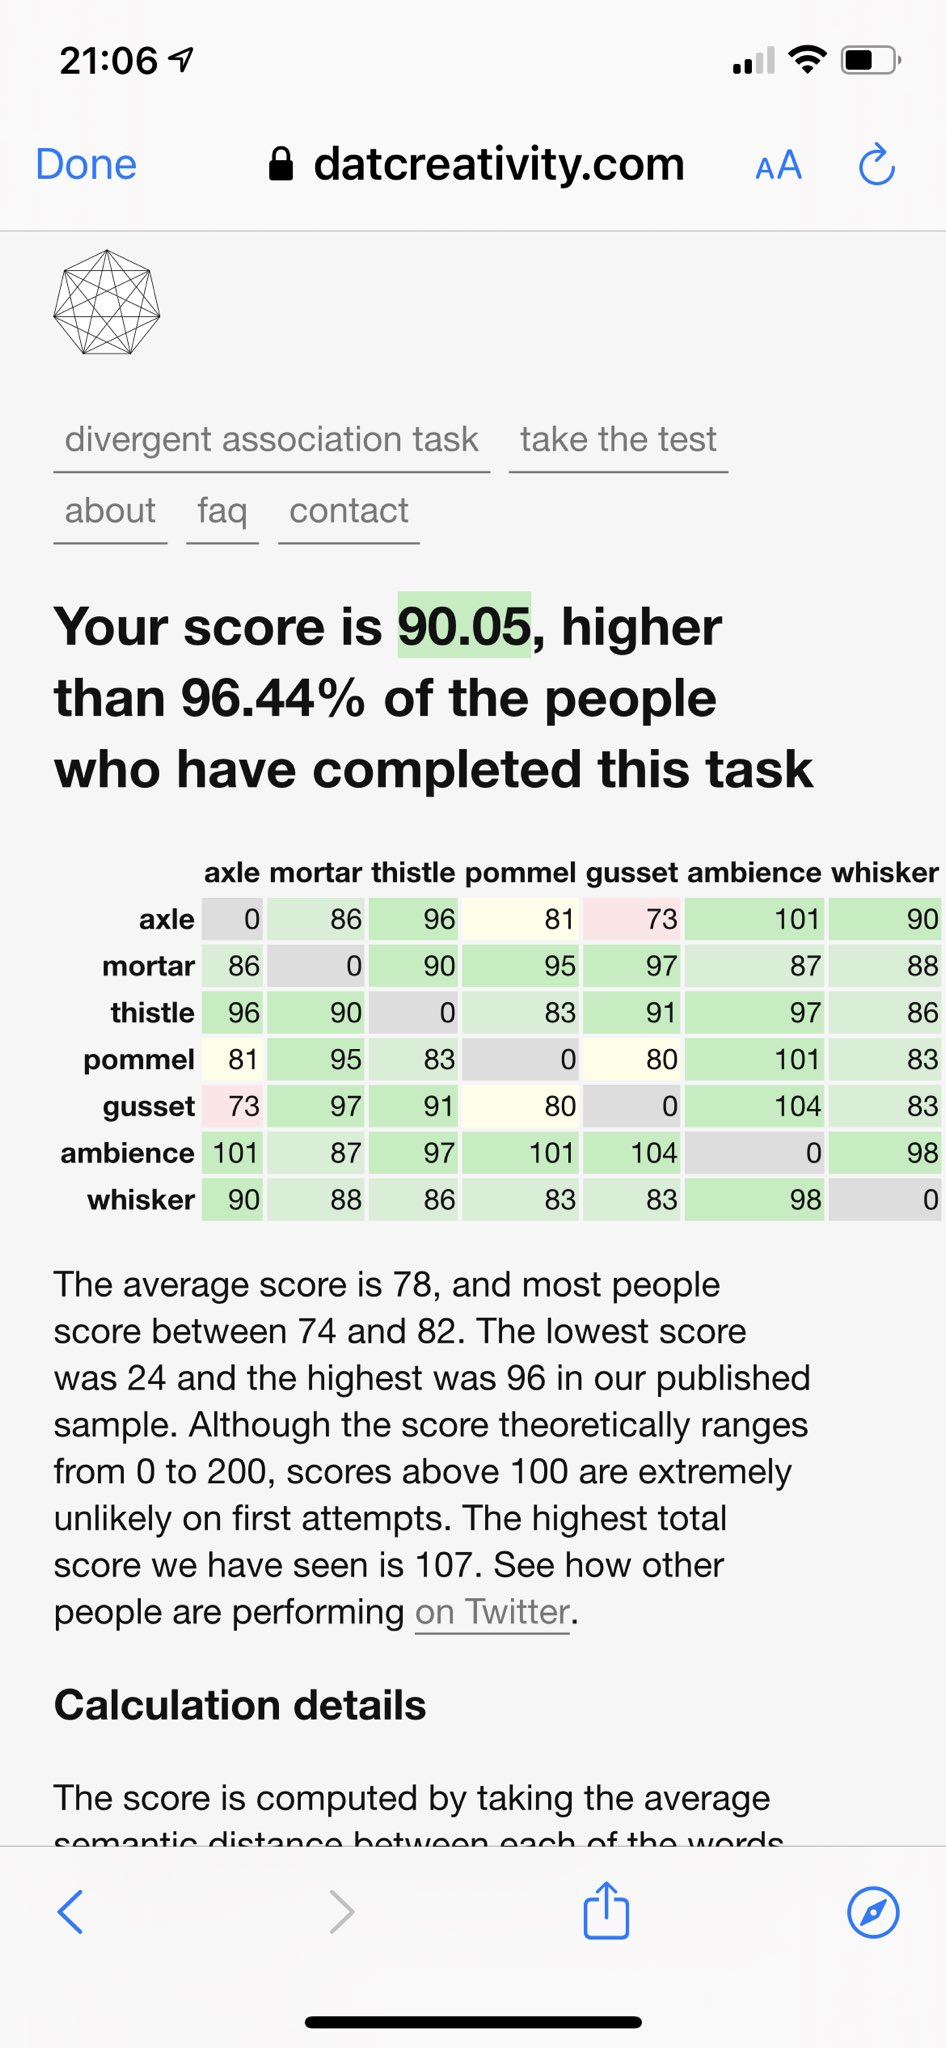 21:06
Done datcreativity.com AA
divergent association task take the test
about faq contact
Your score is 90.05, higher
than 96.44% of the people
who have completed this task
axle mortar thistle pommel gusset ambience whisker
axle 0 86 96 81 73 101 90
mortar 86 0 90 95 97 87 88
thistle 96 90 0 83 91 97 86
pommel 81 95 83 0 80 101 83
gusset 73 97 91 80 0 104 83
ambience 101 87 97 101 104 0 98
whisker 90 88 86 83 83 98 0
The average score is 78, and most people
score between 74 and 82. The lowest score
was 24 and the highest was 96 in our published
sample. Although the score theoretically ranges
from 0 to 200, scores above 100 are extremely
unlikely on first attempts. The highest total
score we have seen is 107. See how other
people are performing on Twitter.
Calculation details
The score is computed by taking the average
semantic distance between each of the words